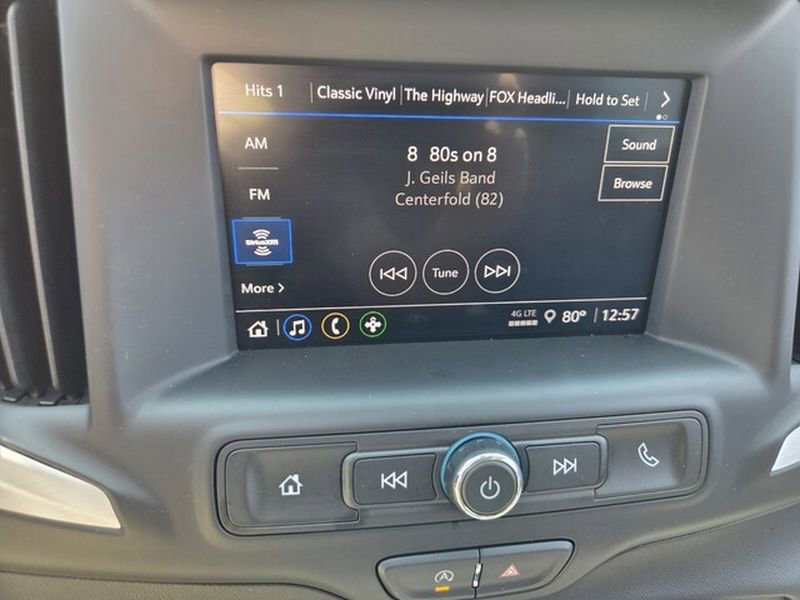 Hits 1 Classic Vinyl The Highway FOX Headli... Hold to Set
AM
8 80s on 8
Sound
J. Geils Band
Browse
FM
Centerfold (82)
SiriusXM
Tune
More
4G LTE 80° 12:57
A